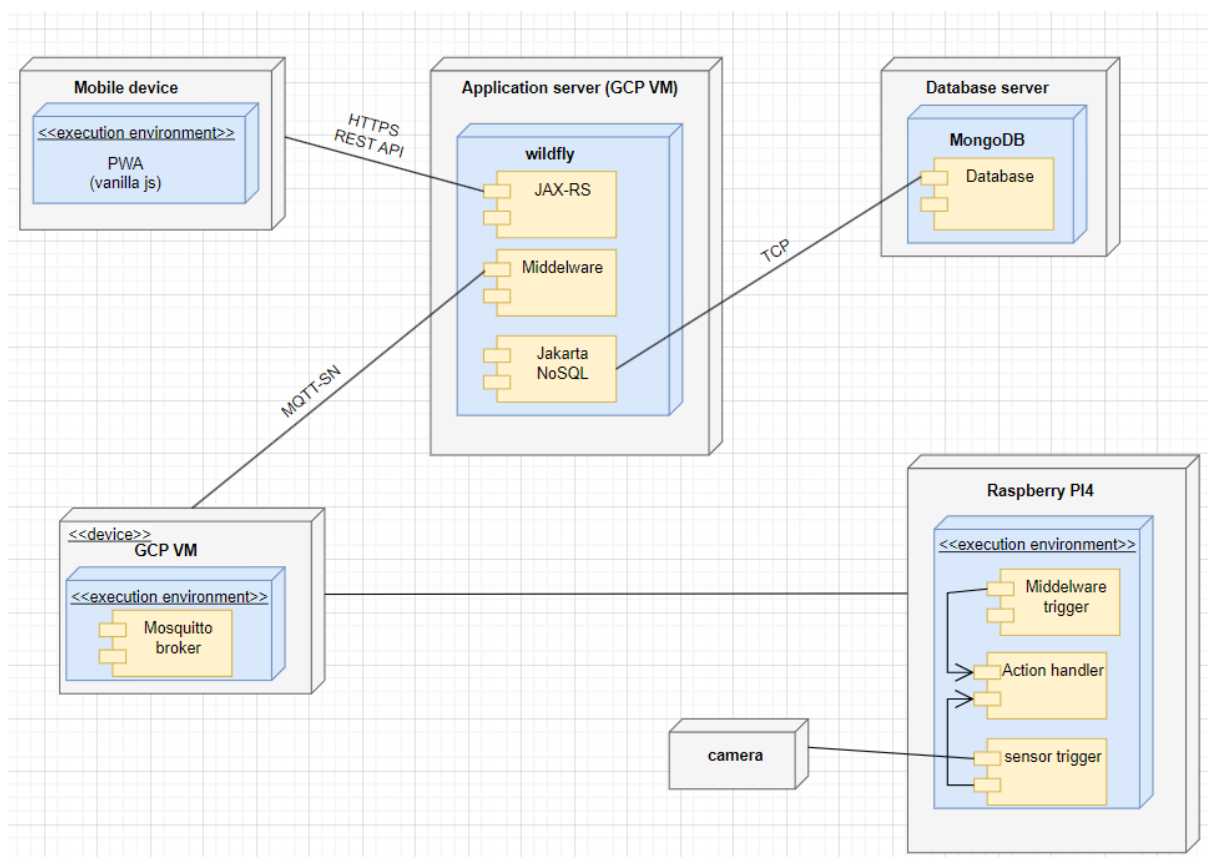 Mobile device
<<execution environment>>
PWA
(vanilla js)
HTTPS
REST API
Application server (GCP VM)
wildfly
JAX-RS
Middelware
Jakarta
NoSQL
TCP
Database server
MongoDB
Database
MQTT-SN
<<device>>
GCP VM
<<execution environment>>
Mosquitto
broker
Raspberry PI4
<<execution environment>>
Middelware
trigger
Action handler
sensor trigger
camera